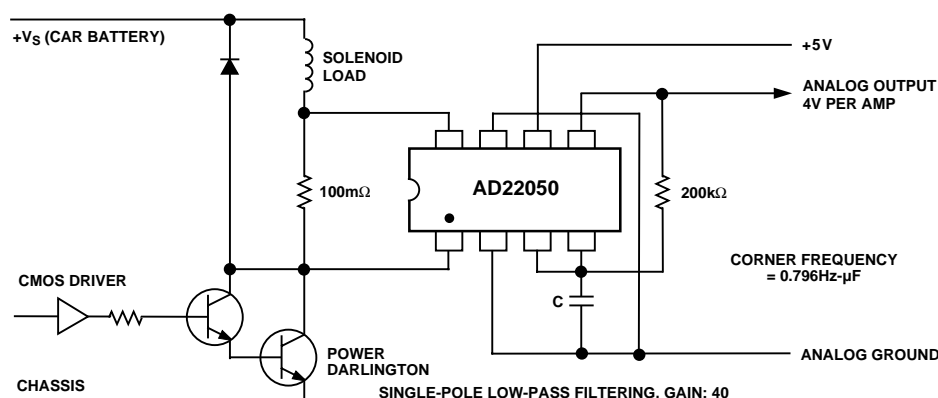 +VS (CAR BATTERY)
SOLENOID
LOAD
+5V
ANALOG OUTPUT
4V PER AMP
100mΩ
AD22050
200kΩ
CORNER FREQUENCY
= 0.796Hz-µF
CMOS DRIVER
C
POWER
DARLINGTON
ANALOG GROUND
CHASSIS
SINGLE-POLE LOW-PASS FILTERING, GAIN: 40